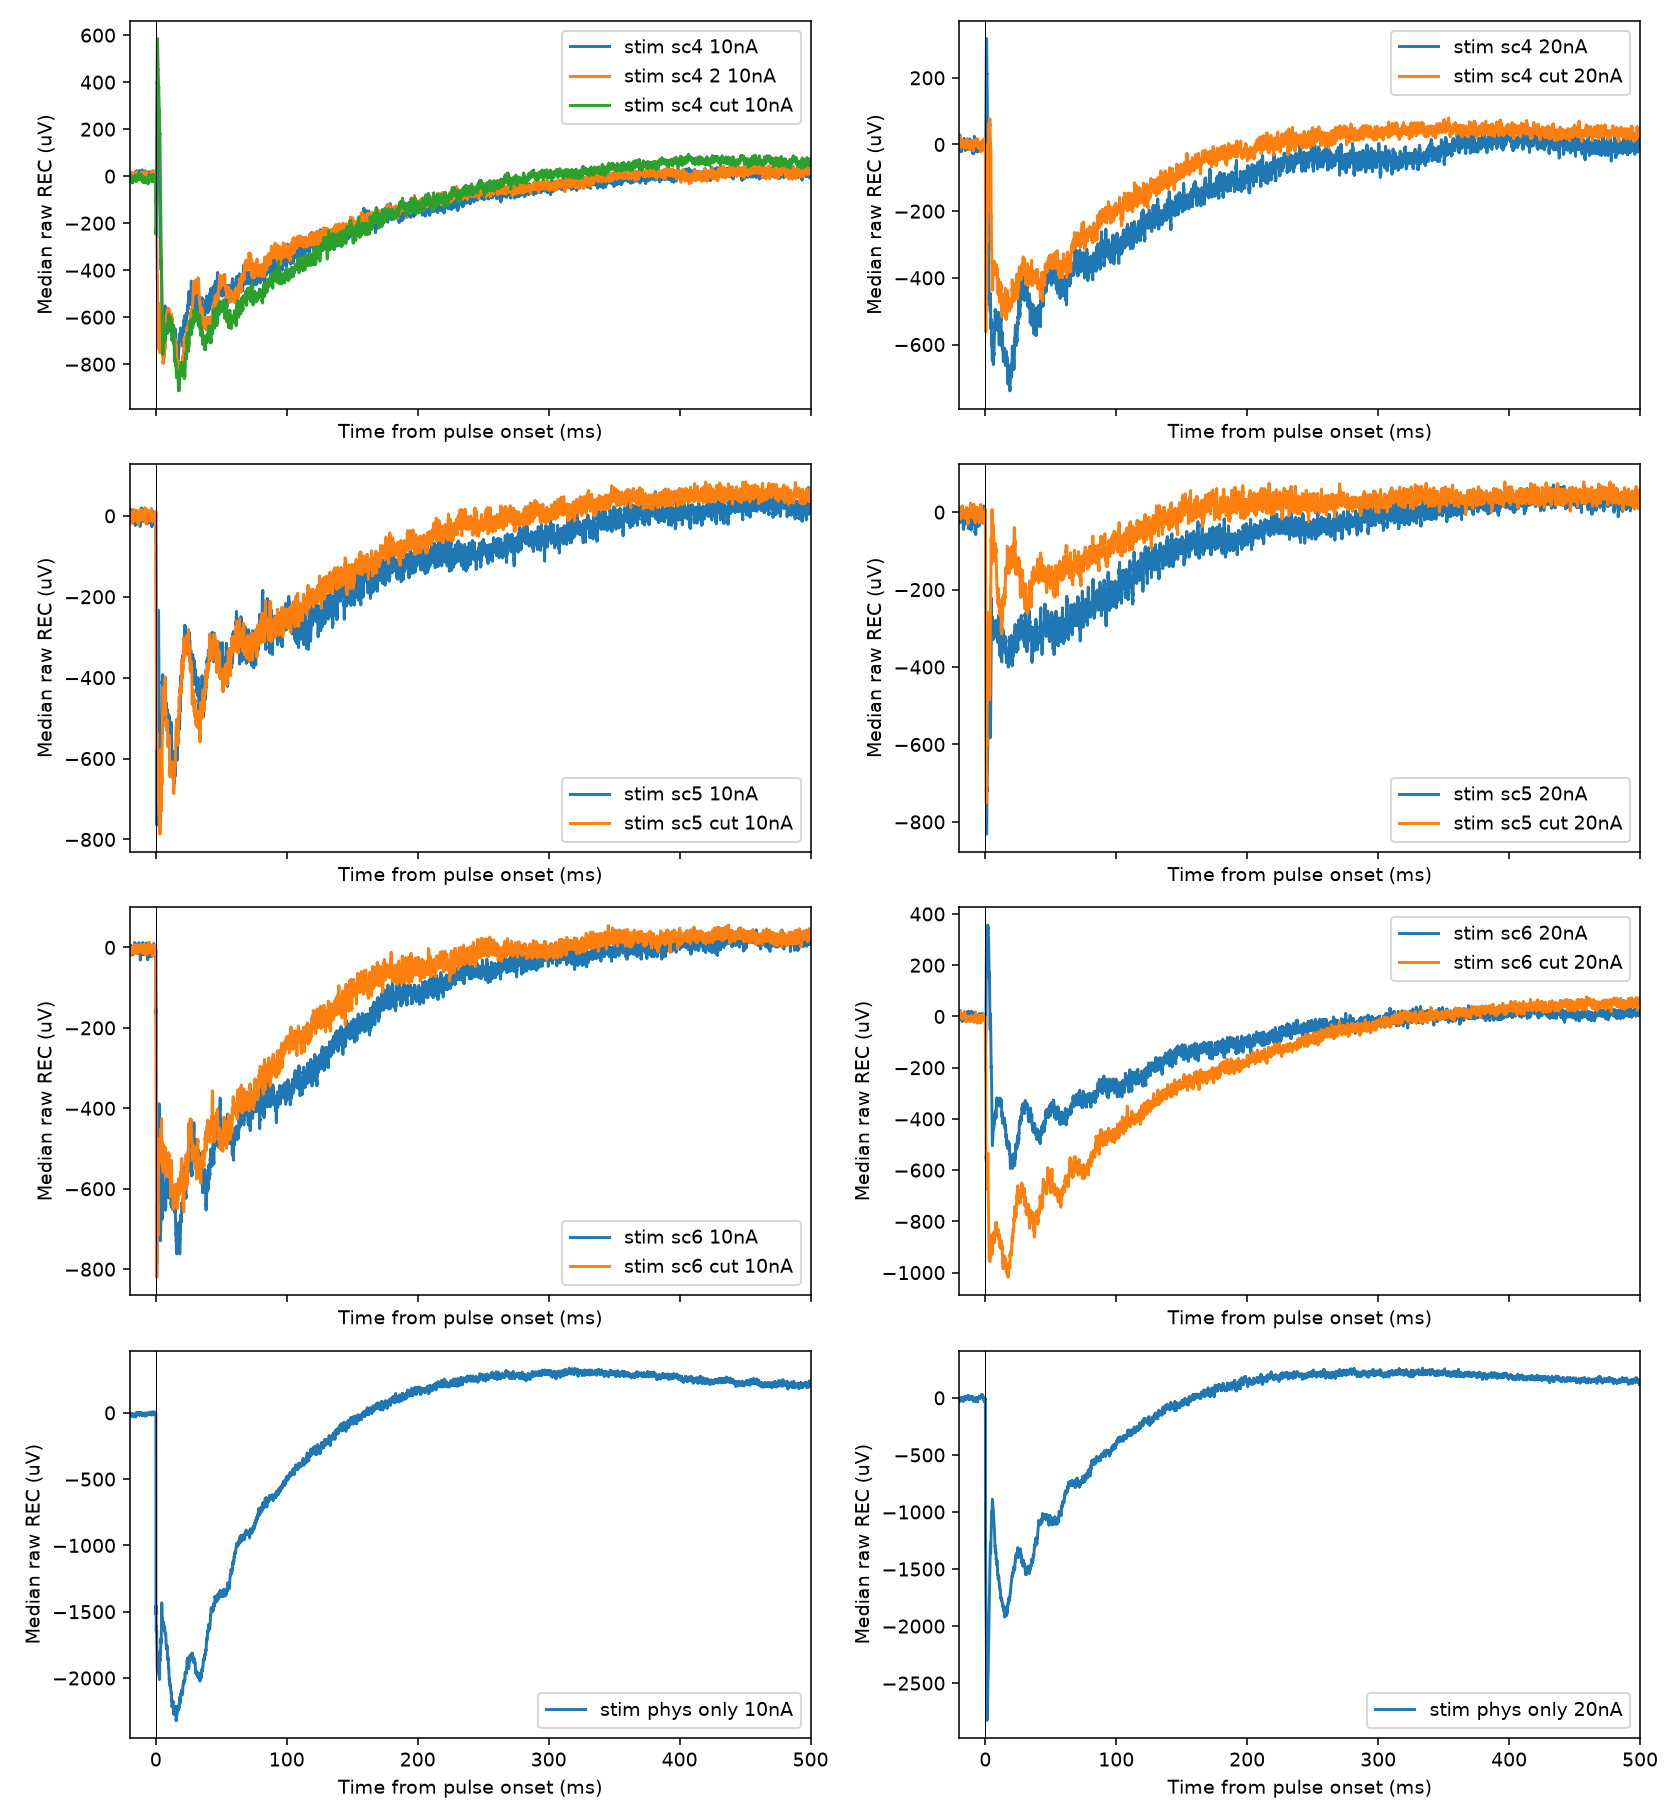 600
400
200
0
−200
−400
−600
−800
Median raw REC (uV)
stim sc4 10nA
stim sc4 2 10nA
stim sc4 cut 10nA
Time from pulse onset (ms)
200
0
−200
−400
−600
Median raw REC (uV)
stim sc4 20nA
stim sc4 cut 20nA
Time from pulse onset (ms)
0
−200
−400
−600
−800
Median raw REC (uV)
stim sc5 10nA
stim sc5 cut 10nA
Time from pulse onset (ms)
0
−200
−400
−600
−800
Median raw REC (uV)
stim sc5 20nA
stim sc5 cut 20nA
Time from pulse onset (ms)
0
−200
−400
−600
−800
Median raw REC (uV)
stim sc6 10nA
stim sc6 cut 10nA
Time from pulse onset (ms)
400
200
0
−200
−400
−600
−800
−1000
Median raw REC (uV)
stim sc6 20nA
stim sc6 cut 20nA
Time from pulse onset (ms)
0
−500
−1000
−1500
−2000
Median raw REC (uV)
stim phys only 10nA
0 100 200 300 400 500
Time from pulse onset (ms)
0
−500
−1000
−1500
−2000
−2500
Median raw REC (uV)
stim phys only 20nA
0 100 200 300 400 500
Time from pulse onset (ms)